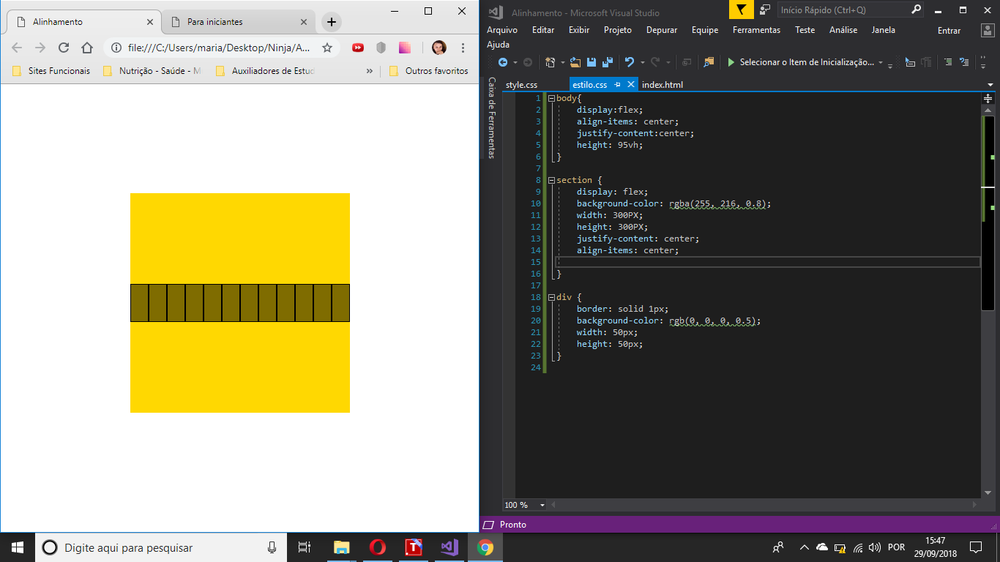 Alinhamento
Para iniciantes
file:///C:/Users/maria/Desktop/Ninja/A...
Sites Funcionais
Nutrição - Saúde - M
Auxiliadores de Estud
»
Outros favoritos
Alinhamento - Microsoft Visual Studio
Início Rápido (Ctrl+Q)
Arquivo Editar Exibir Projeto Depurar Equipe Ferramentas Teste Análise Janela Entrar
Ajuda
Selecionar o Item de Inicialização...
Caixa de Ferramentas
style.css estilo.css index.html
1 body{
2 display:flex;
3 align-items: center;
4 justify-content:center;
5 height: 95vh;
6 }
7
8 section {
9 display: flex;
10 background-color: rgba(255, 216, 0.8);
11 width: 300PX;
12 height: 300PX;
13 justify-content: center;
14 align-items: center;
15
16 }
17
18 div {
19 border: solid 1px;
20 background-color: rgb(0, 0, 0, 0.5);
21 width: 50px;
22 height: 50px;
23 }
24
100 %
Pronto
Digite aqui para pesquisar
POR
15:47
29/09/2018